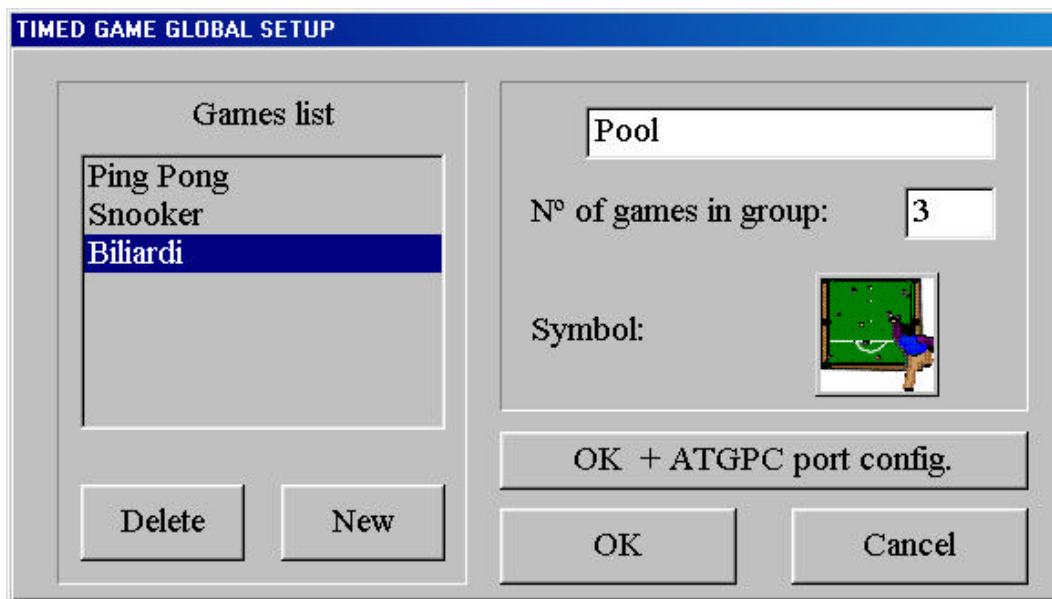 TIMED GAME GLOBAL SETUP
Games list
Ping Pong
Snooker
Biliardi
Delete
New
Pool
Nº of games in group:
3
Symbol:
OK + ATGPC port config.
OK
Cancel